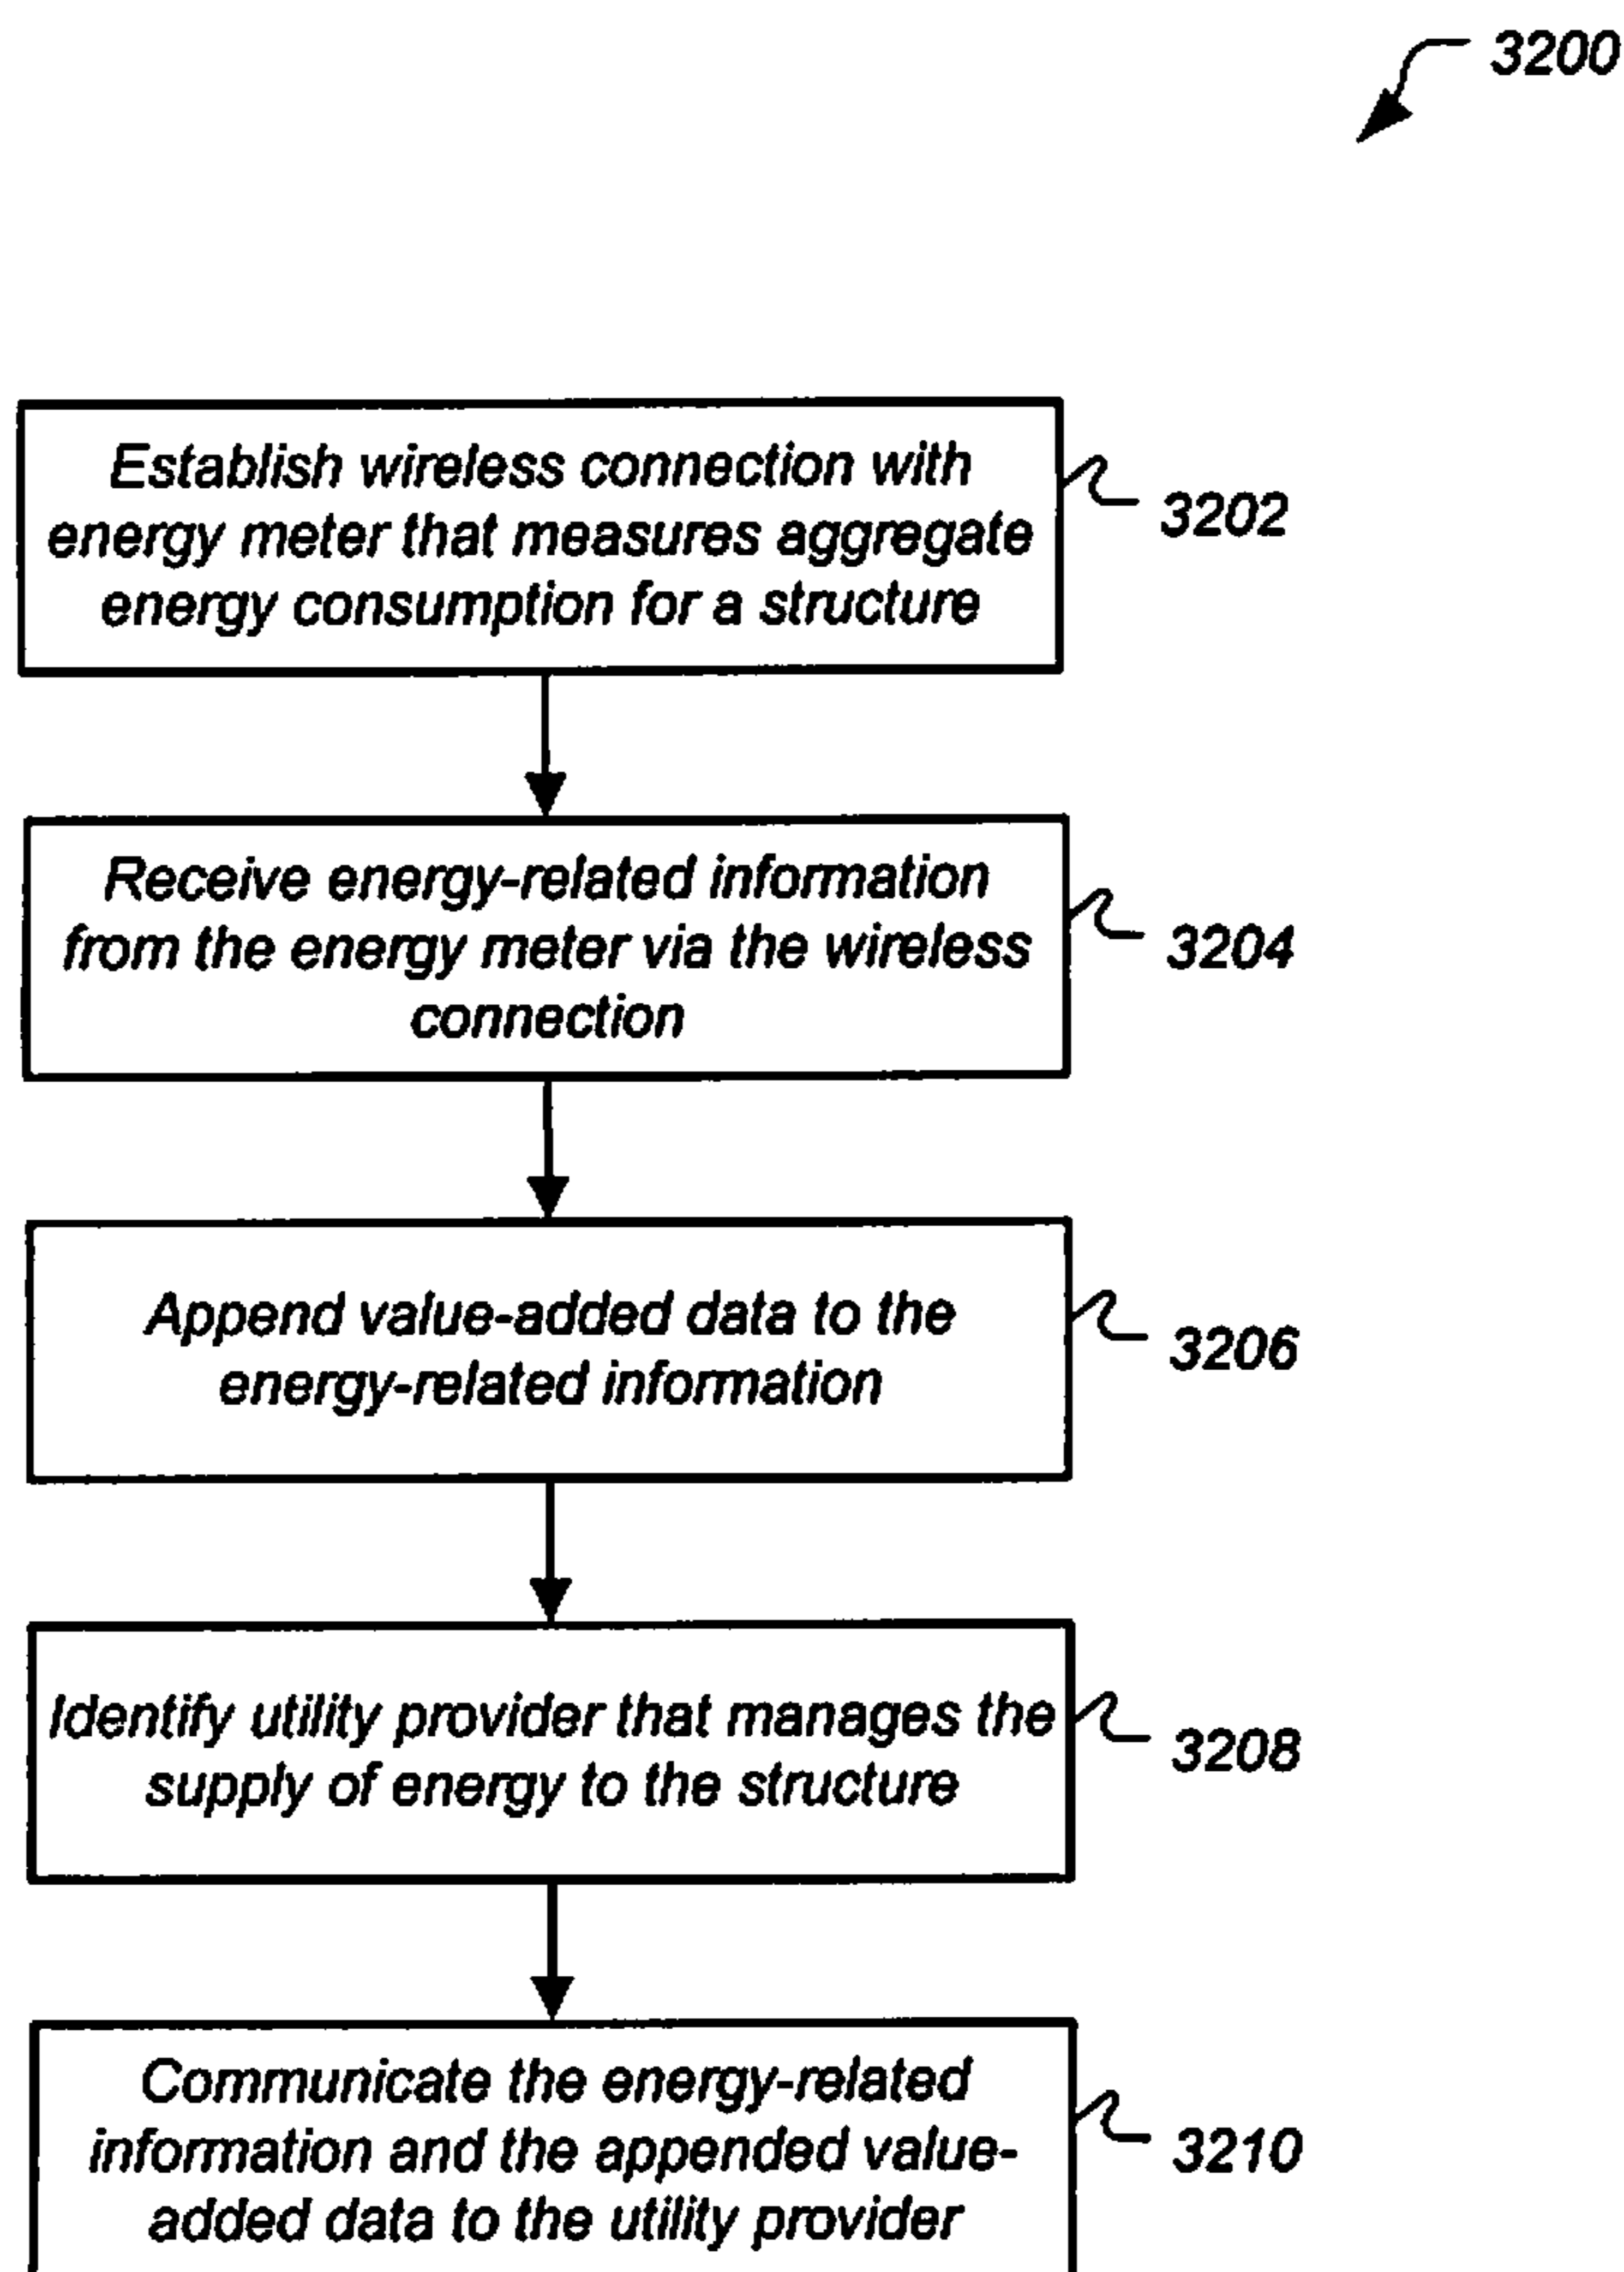 3200
Establish wireless connection with
energy meter that measures aggregate
energy consumption for a structure
3202
Receive energy-related information
from the energy meter via the wireless
connection
3204
Append value-added data to the
energy-related information
3206
Identify utility provider that manages the
supply of energy to the structure
3208
Communicate the energy-related
information and the appended value-
added data to the utility provider
3210